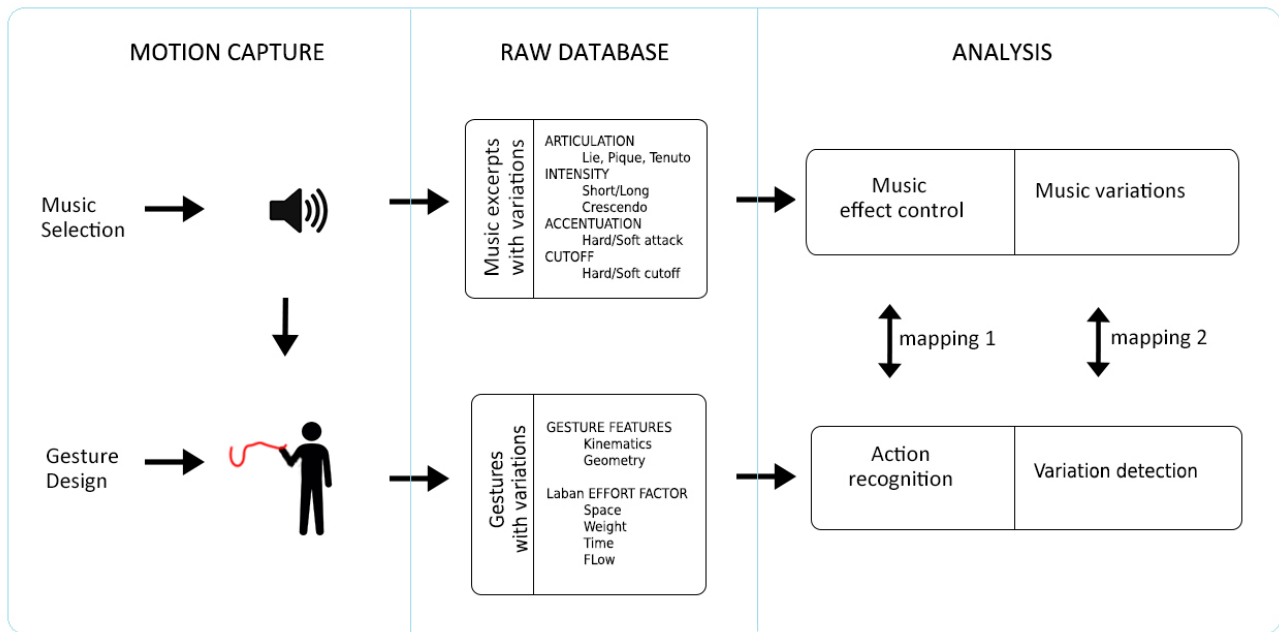 MOTION CAPTURE
RAW DATABASE
ANALYSIS
Music
Selection
Music excerpts
with variations
ARTICULATION
Lie, Pique, Tenuto
INTENSITY
Short/Long
Crescendo
ACCENTUATION
Hard/Soft attack
CUTOFF
Hard/Soft cutoff
Music
effect control
Music variations
mapping 1
mapping 2
Gesture
Design
Gestures
with variations
GESTURE FEATURES
Kinematics
Geometry
Laban EFFORT FACTOR
Space
Weight
Time
FLow
Action
recognition
Variation detection